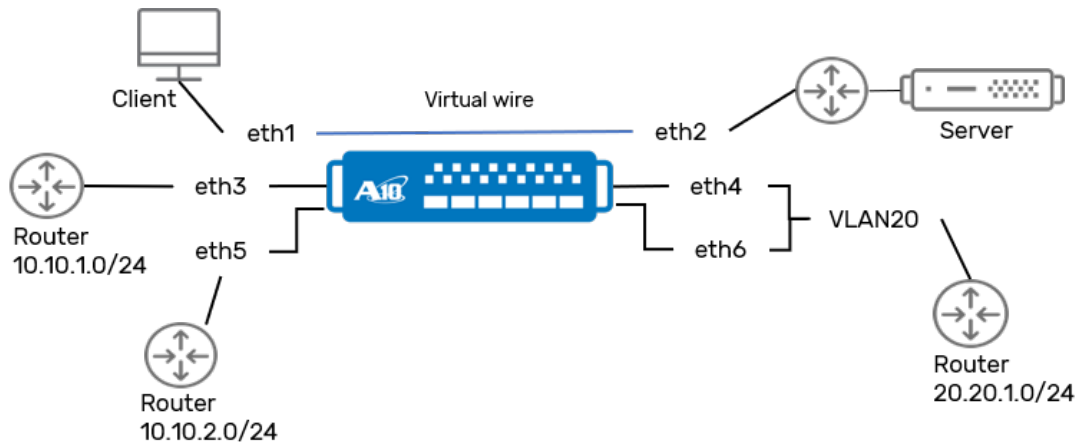 Client
Virtual wire
eth1
eth2
Server
eth3
A10
eth4
Router
10.10.1.0/24
eth5
eth6
VLAN20
Router
10.10.2.0/24
Router
20.20.1.0/24